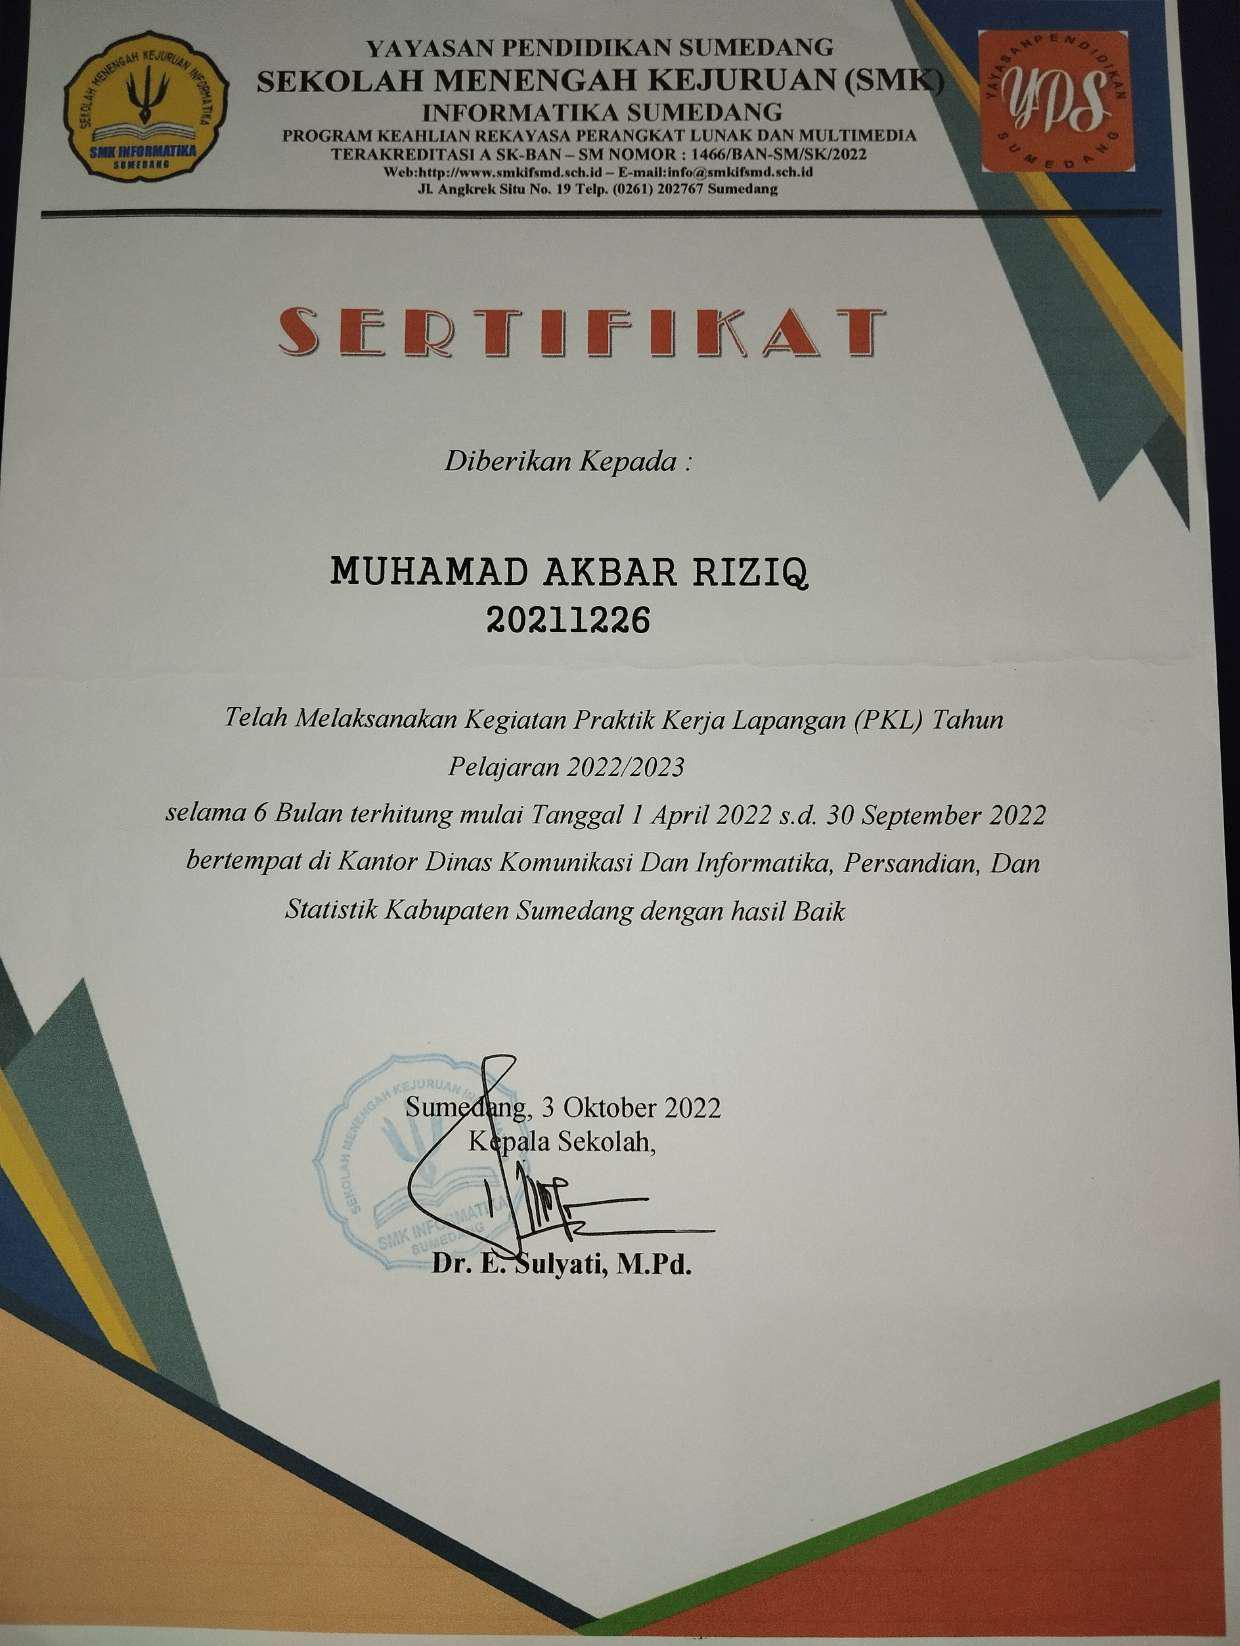 YAYASAN PENDIDIKAN SUMEDANG
SEKOLAH MENENGAH KEJURUAN (SMK)
INFORMATIKA SUMEDANG
PROGRAM KEAHLIAN REKAYASA PERANGKAT LUNAK DAN MULTIMEDIA
TERAKREDITASI A SK-BAN – SM NOMOR : 1466/BAN-SM/SK/2022
Web:http://www.smkifsmd.sch.id – E-mail:info@smkifsmd.sch.id
Jl. Angkrek Situ No. 19 Telp. (0261) 202767 Sumedang
SEKOLAH MENENGAH KEJURUAN INFORMATIKA
SMK INFORMATIKA
SUMEDANG
YAYASAN PENDIDIKAN
YPS
SUMEDANG
SERTIFIKAT
Diberikan Kepada :
MUHAMAD AKBAR RIZIQ
20211226
Telah Melaksanakan Kegiatan Praktik Kerja Lapangan (PKL) Tahun
Pelajaran 2022/2023
selama 6 Bulan terhitung mulai Tanggal 1 April 2022 s.d. 30 September 2022
bertempat di Kantor Dinas Komunikasi Dan Informatika, Persandian, Dan
Statistik Kabupaten Sumedang dengan hasil Baik
Sumedang, 3 Oktober 2022
Kepala Sekolah,
SEKOLAH MENENGAH KEJURUAN
SMK INFORMATIKA
SUMEDANG
Dr. E. Sulyati, M.Pd.